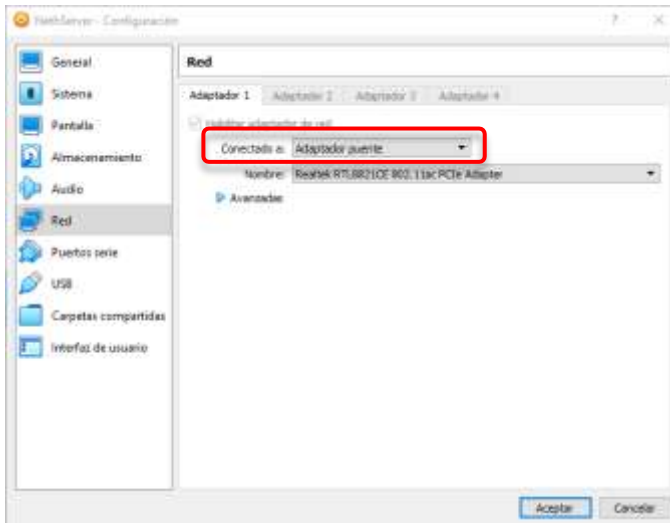 NethServer - Configuración
?
General
Sistema
Pantalla
Almacenamiento
Audio
Red
Puertos serie
USB
Carpetas compartidas
Interfaz de usuario
Red
Adaptador 1 Adaptador 2 Adaptador 3 Adaptador 4
Habilitar adaptador de red
Conectado a: Adaptador puente
Nombre: Realtek RTL8821CE 802.11ac PCIe Adapter
Avanzadas
Aceptar Cancelar